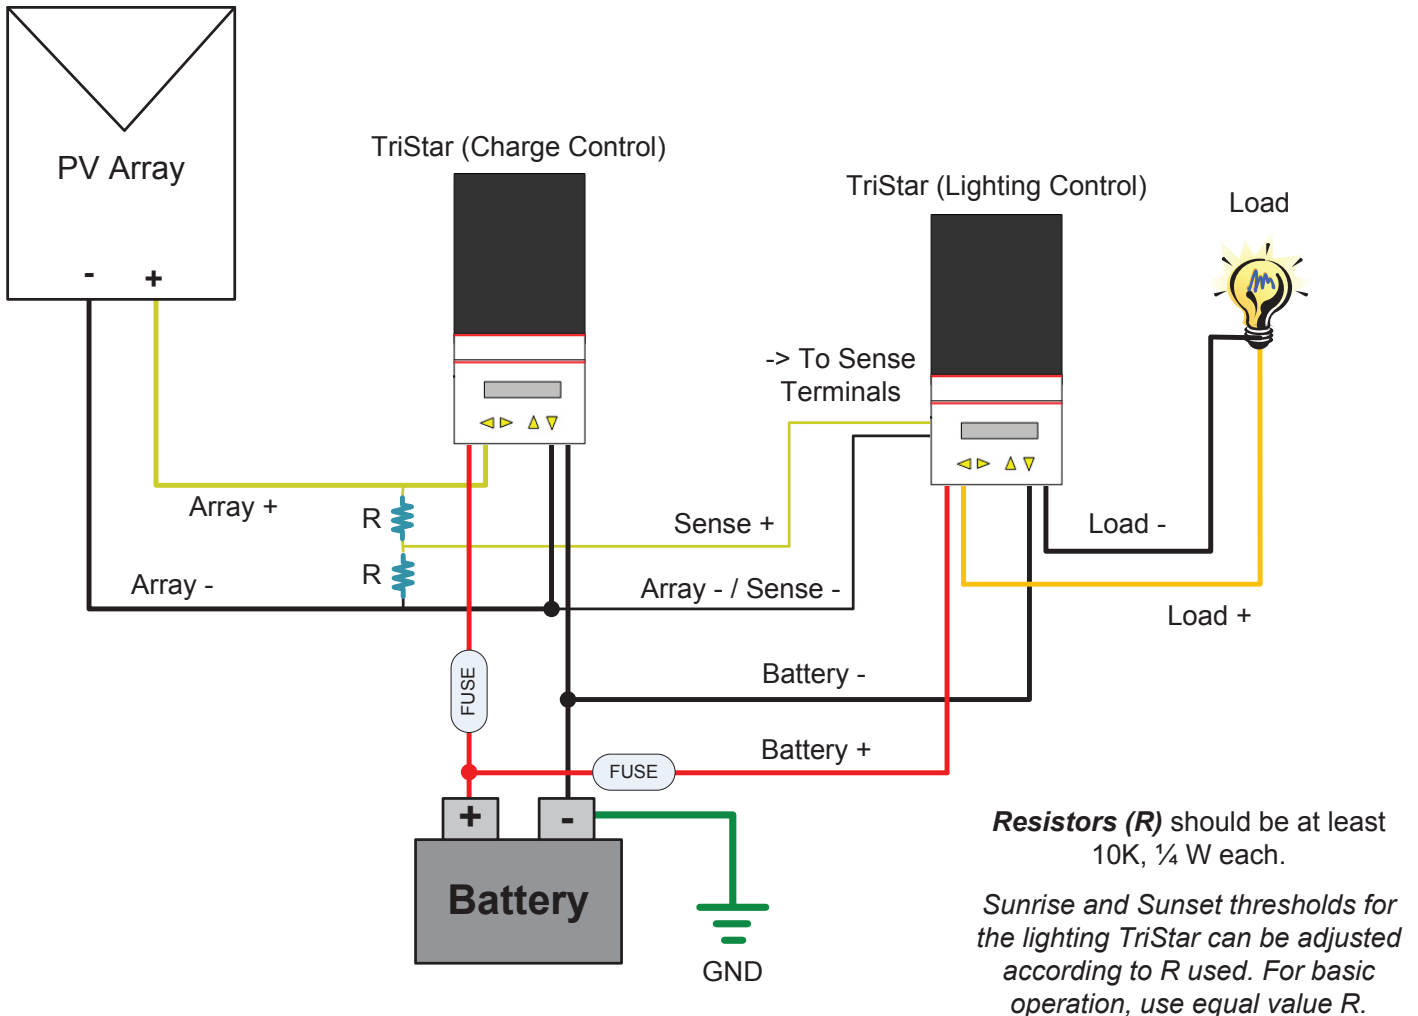 PV Array
-
+
TriStar (Charge Control)
TriStar (Lighting Control)
Load
-> To Sense
Terminals
Array +
R
Sense +
Load -
R
Array -
Array - / Sense -
Load +
FUSE
Battery -
Battery +
FUSE
+
-
Battery
GND
Resistors (R) should be at least
10K, ¼ W each.
Sunrise and Sunset thresholds for
the lighting TriStar can be adjusted
according to R used. For basic
operation, use equal value R.